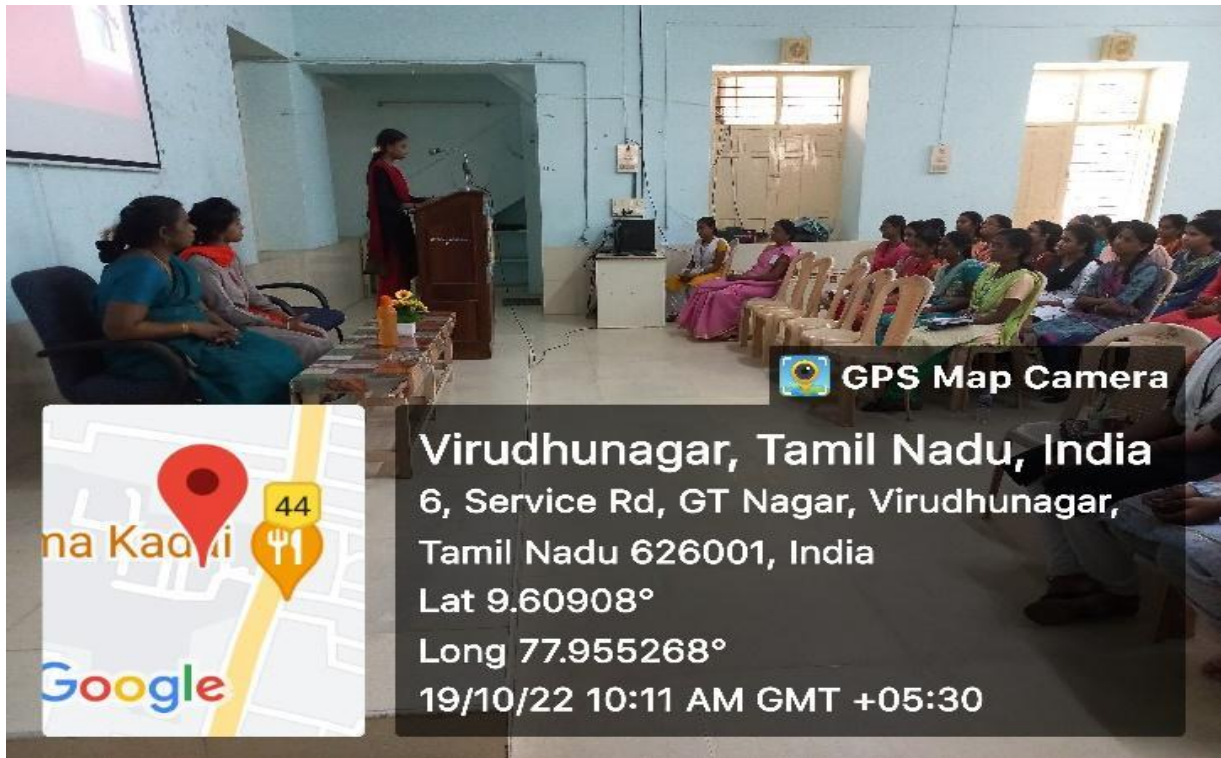 GPS Map Camera
Virudhunagar, Tamil Nadu, India
6, Service Rd, GT Nagar, Virudhunagar,
Tamil Nadu 626001, India
Lat 9.60908°
Long 77.955268°
19/10/22 10:11 AM GMT +05:30
44
Google